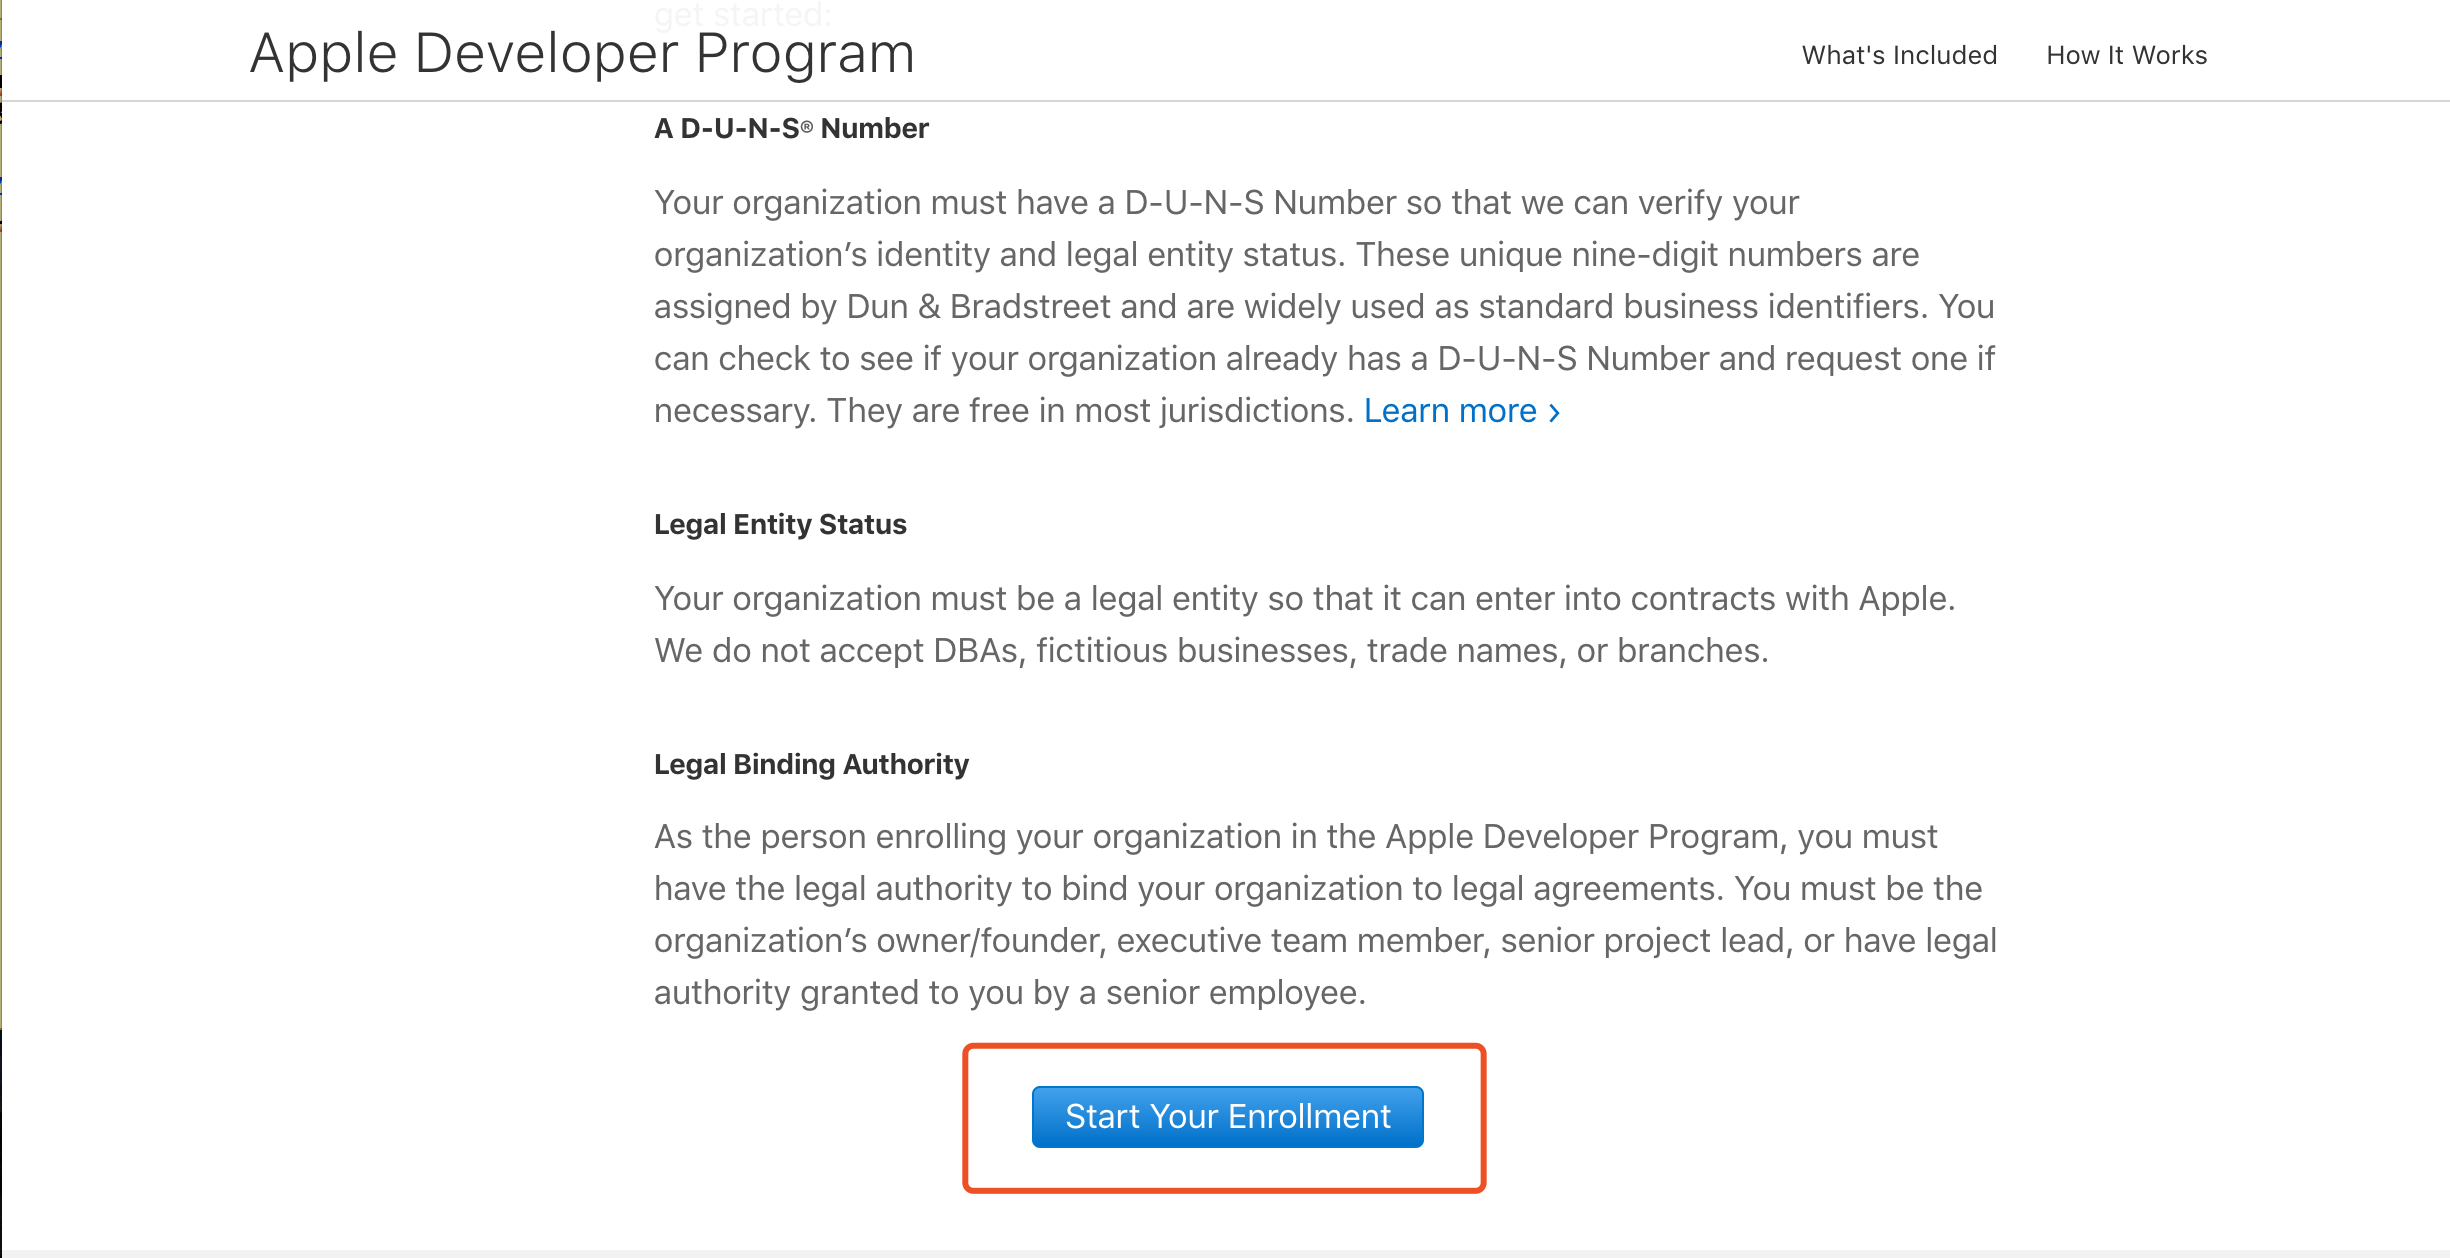 get started:
Apple Developer Program
What's Included
How It Works
A D-U-N-S® Number
Your organization must have a D-U-N-S Number so that we can verify your
organization’s identity and legal entity status. These unique nine-digit numbers are
assigned by Dun & Bradstreet and are widely used as standard business identifiers. You
can check to see if your organization already has a D-U-N-S Number and request one if
necessary. They are free in most jurisdictions. Learn more ›
Legal Entity Status
Your organization must be a legal entity so that it can enter into contracts with Apple.
We do not accept DBAs, fictitious businesses, trade names, or branches.
Legal Binding Authority
As the person enrolling your organization in the Apple Developer Program, you must
have the legal authority to bind your organization to legal agreements. You must be the
organization’s owner/founder, executive team member, senior project lead, or have legal
authority granted to you by a senior employee.
Start Your Enrollment